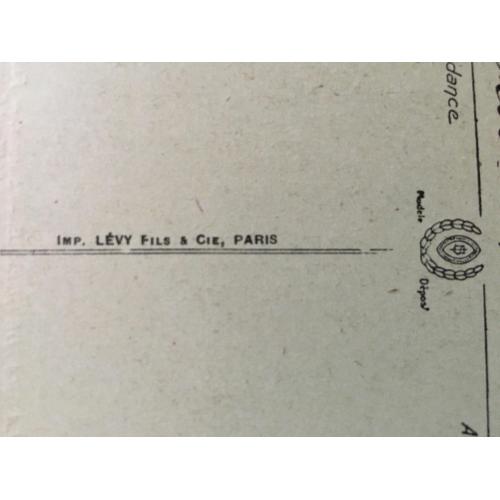 dance
Modèle
IMP. LÉVY FILS & CIE, PARIS
Déposé
A